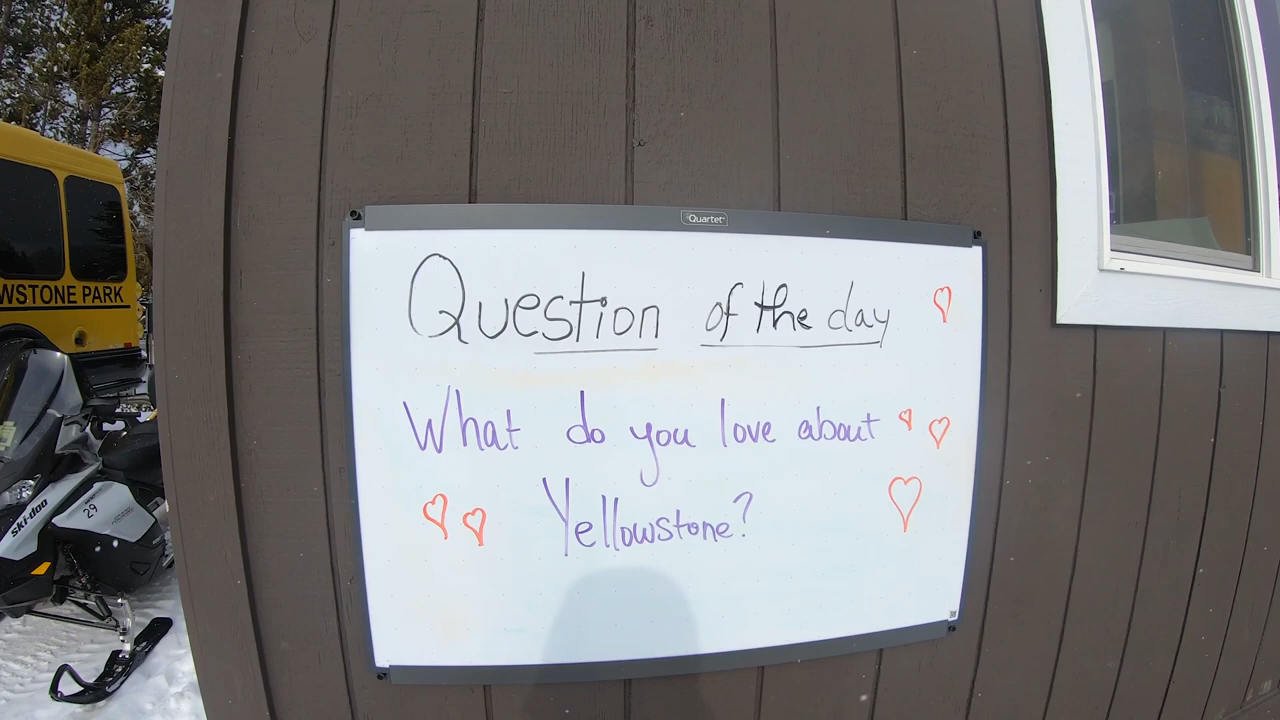 Quartet
Question of the day
What do you love about
Yellowstone?
WSTONE PARK
ski-doo
29